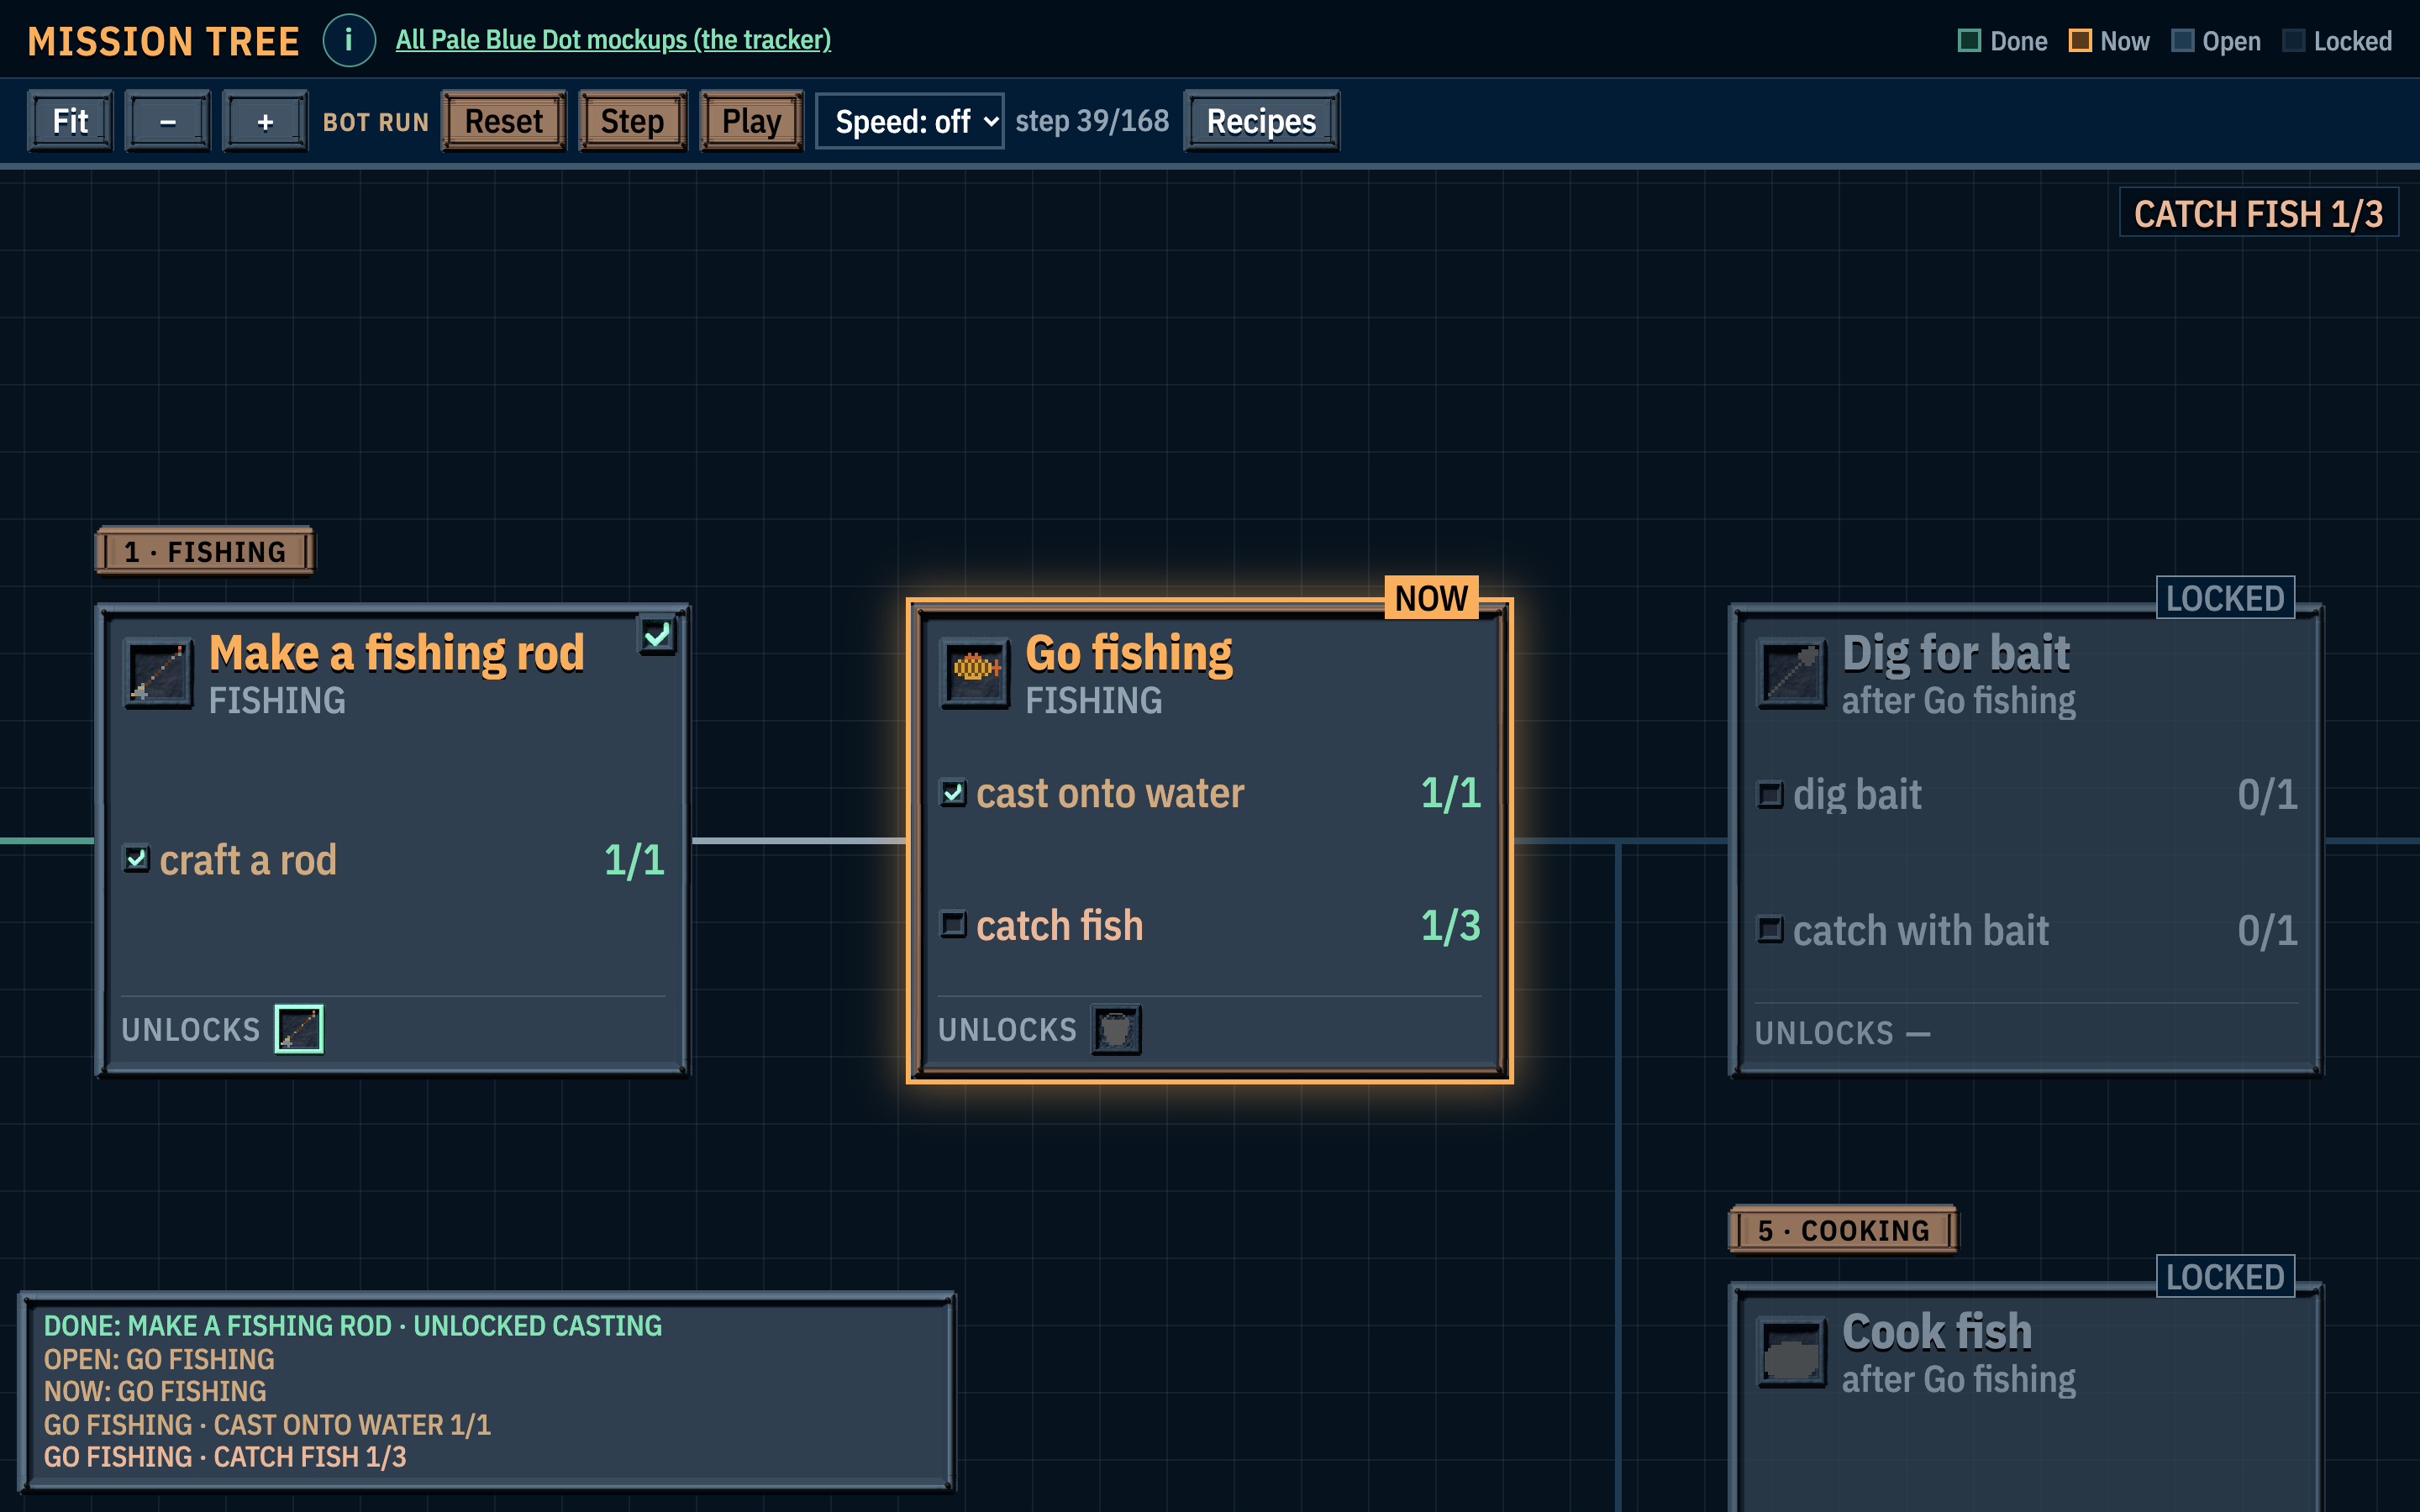 MISSION TREE i All Pale Blue Dot mockups (the tracker) Done Now Open Locked
Fit − + BOT RUN Reset Step Play Speed: off step 39/168 Recipes
CATCH FISH 1/3
1 · FISHING
Make a fishing rod
FISHING
craft a rod 1/1
UNLOCKS
NOW
Go fishing
FISHING
cast onto water 1/1
catch fish 1/3
UNLOCKS
LOCKED
Dig for bait
after Go fishing
dig bait 0/1
catch with bait 0/1
UNLOCKS —
5 · COOKING
LOCKED
Cook fish
after Go fishing
DONE: MAKE A FISHING ROD · UNLOCKED CASTING
OPEN: GO FISHING
NOW: GO FISHING
GO FISHING · CAST ONTO WATER 1/1
GO FISHING · CATCH FISH 1/3